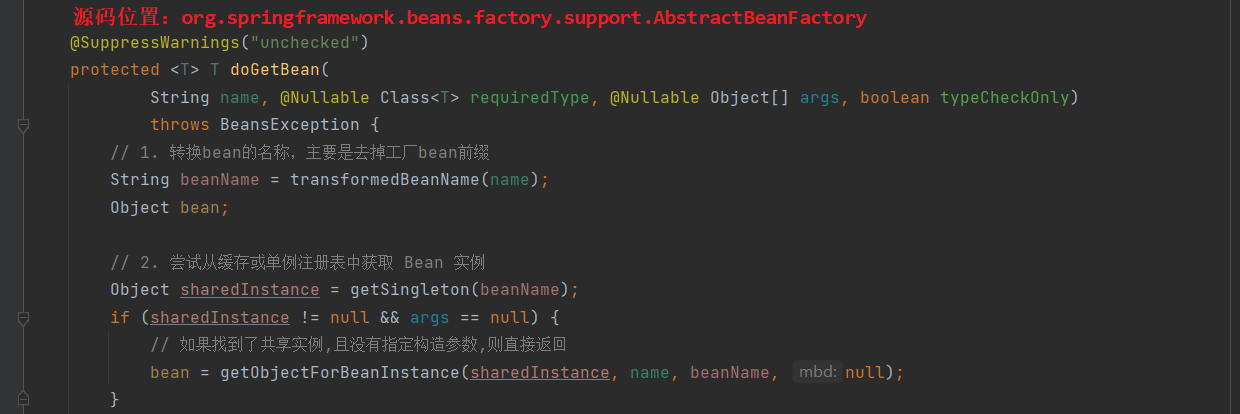 源码位置：org.springframework.beans.factory.support.AbstractBeanFactory
@SuppressWarnings("unchecked")
protected <T> T doGetBean(
        String name, @Nullable Class<T> requiredType, @Nullable Object[] args, boolean typeCheckOnly)
        throws BeansException {
    // 1. 转换bean的名称，主要是去掉工厂bean前缀
    String beanName = transformedBeanName(name);
    Object bean;
    // 2. 尝试从缓存或单例注册表中获取 Bean 实例
    Object sharedInstance = getSingleton(beanName);
    if (sharedInstance != null && args == null) {
        // 如果找到了共享实例,且没有指定构造参数,则直接返回
        bean = getObjectForBeanInstance(sharedInstance, name, beanName, mbd: null);
    }